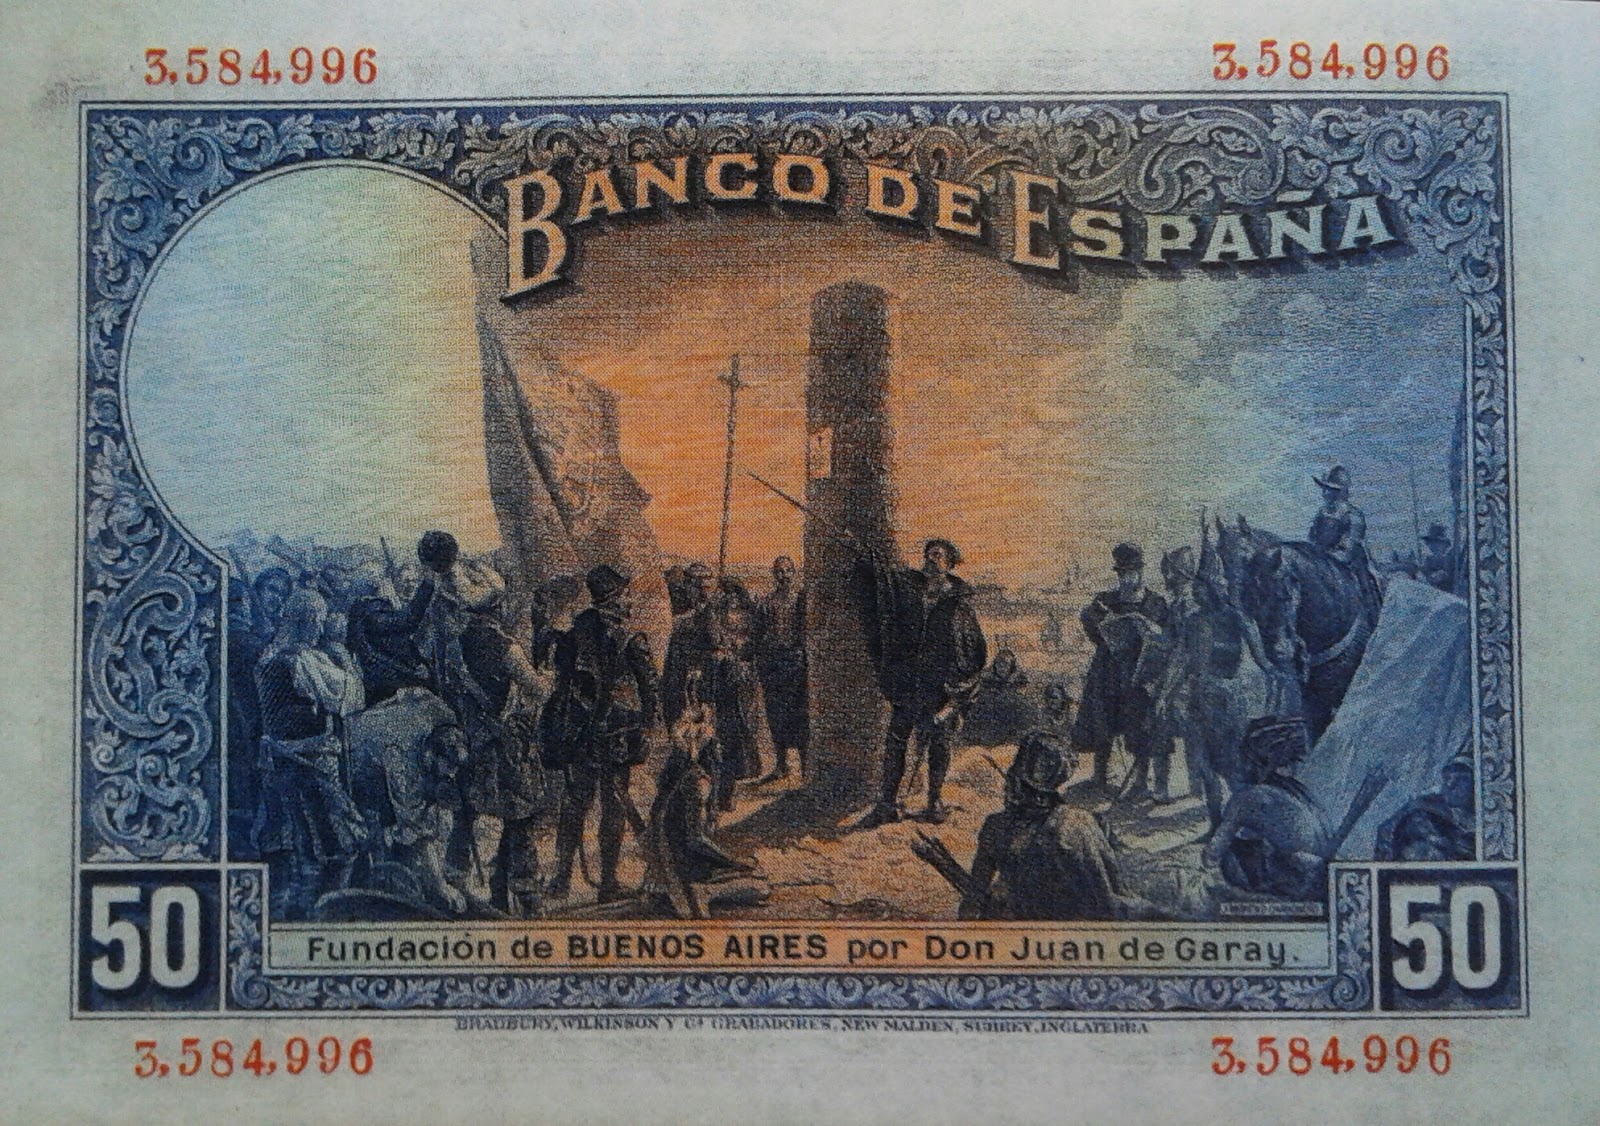 3,584,996 3,584,996
BANCO DE ESPAÑA
50 50
Fundación de BUENOS AIRES por Don Juan de Garay.
BRADBURY, WILKINSON Y Cª GRABADORES, NEW MALDEN, SURREY, INGLATERRA
3,584,996 3,584,996